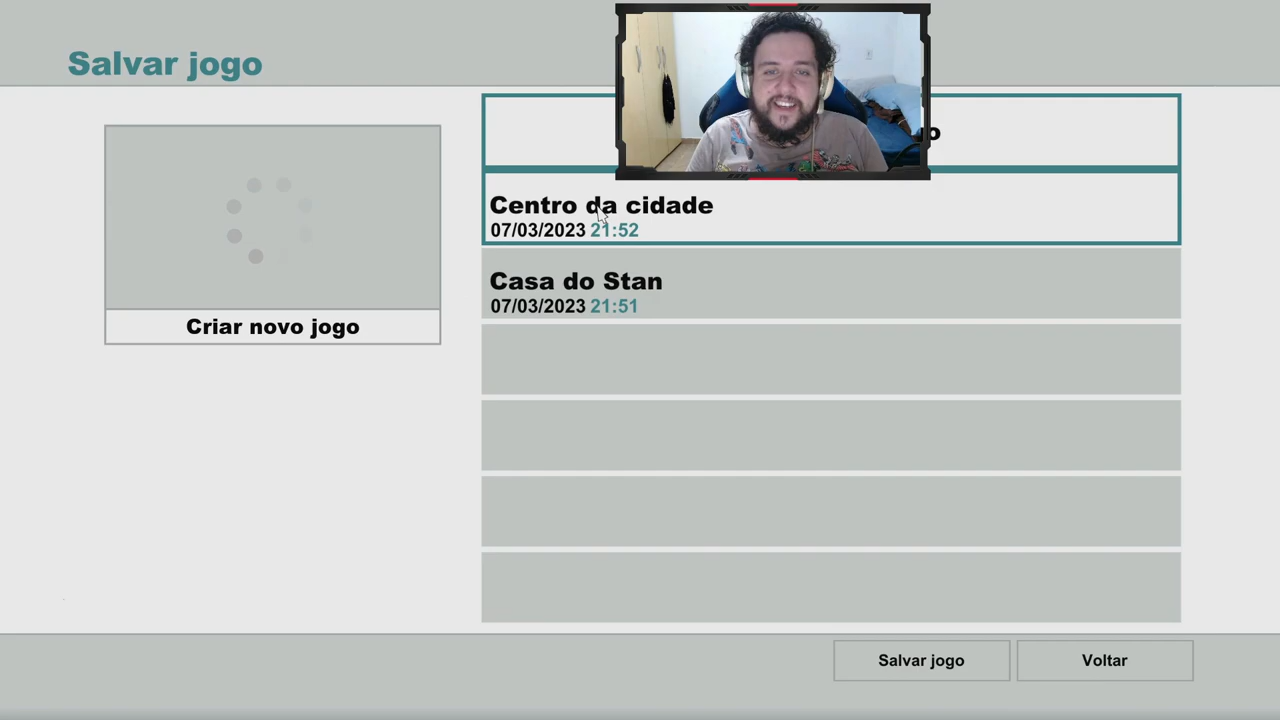 Salvar jogo
Centro da cidade
07/03/2023 21:52
Casa do Stan
07/03/2023 21:51
Criar novo jogo
Salvar jogo
Voltar